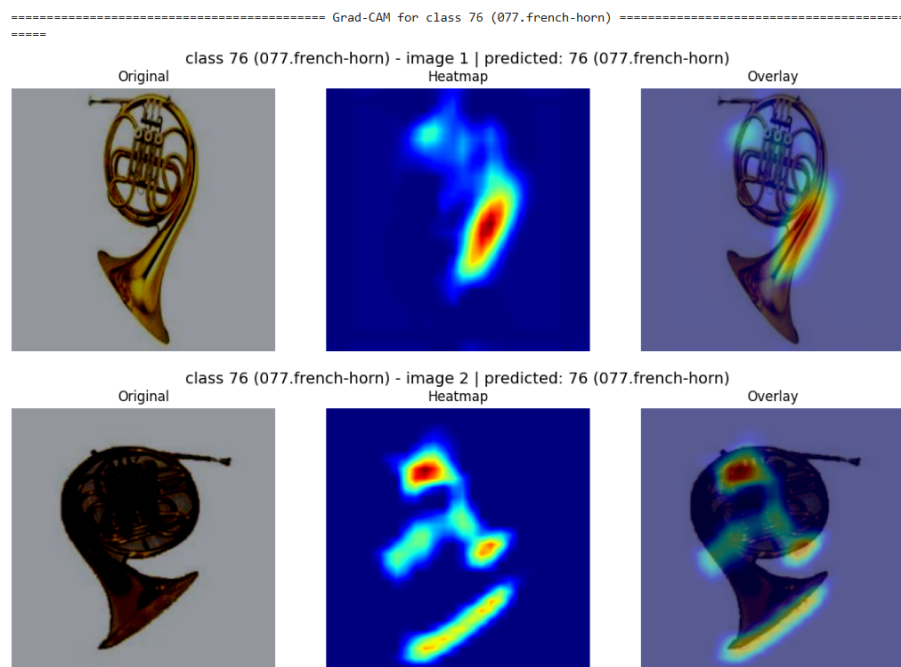 ============================================ Grad-CAM for class 76 (077.french-horn) ========================================
=====
class 76 (077.french-horn) - image 1 | predicted: 76 (077.french-horn)
Original Heatmap Overlay
class 76 (077.french-horn) - image 2 | predicted: 76 (077.french-horn)
Original Heatmap Overlay